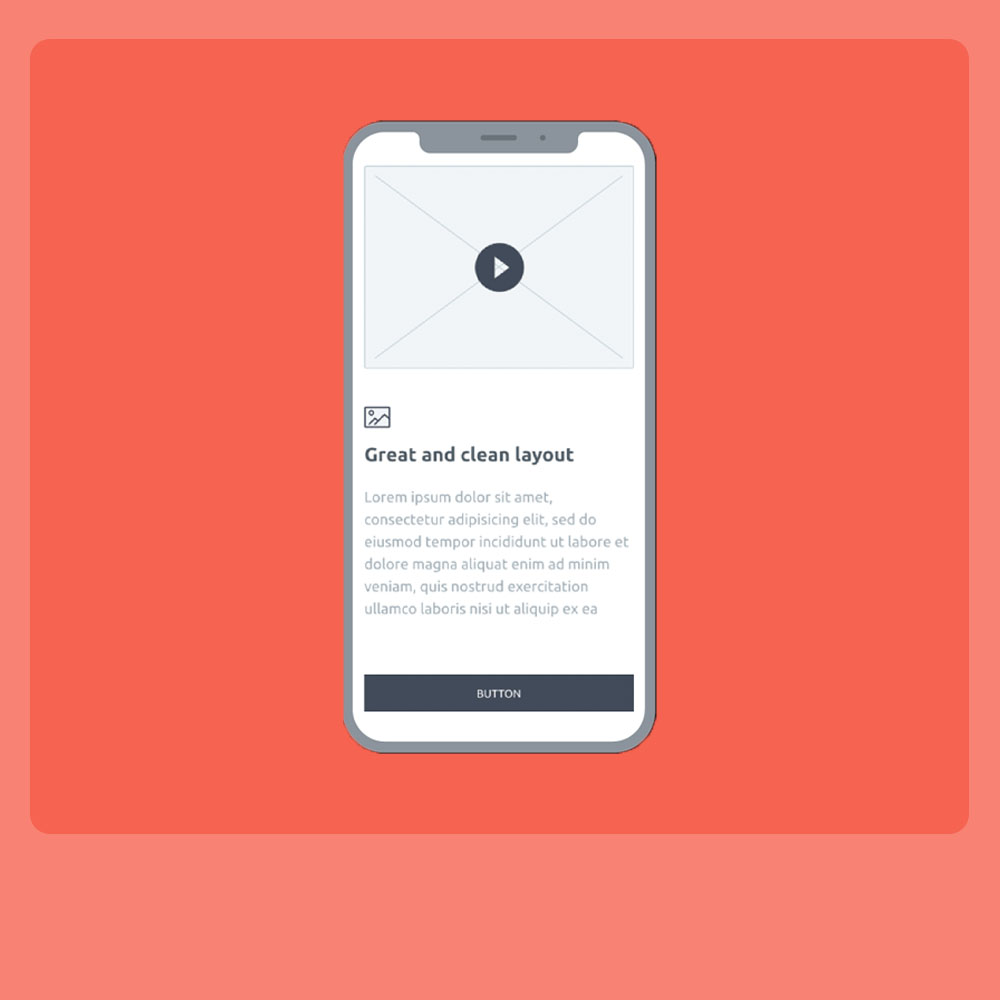 Great and clean layout
Lorem ipsum dolor sit amet,
consectetur adipisicing elit, sed do
eiusmod tempor incididunt ut labore et
dolore magna aliquat enim ad minim
veniam, quis nostrud exercitation
ullamco laboris nisi ut aliquip ex ea
BUTTON